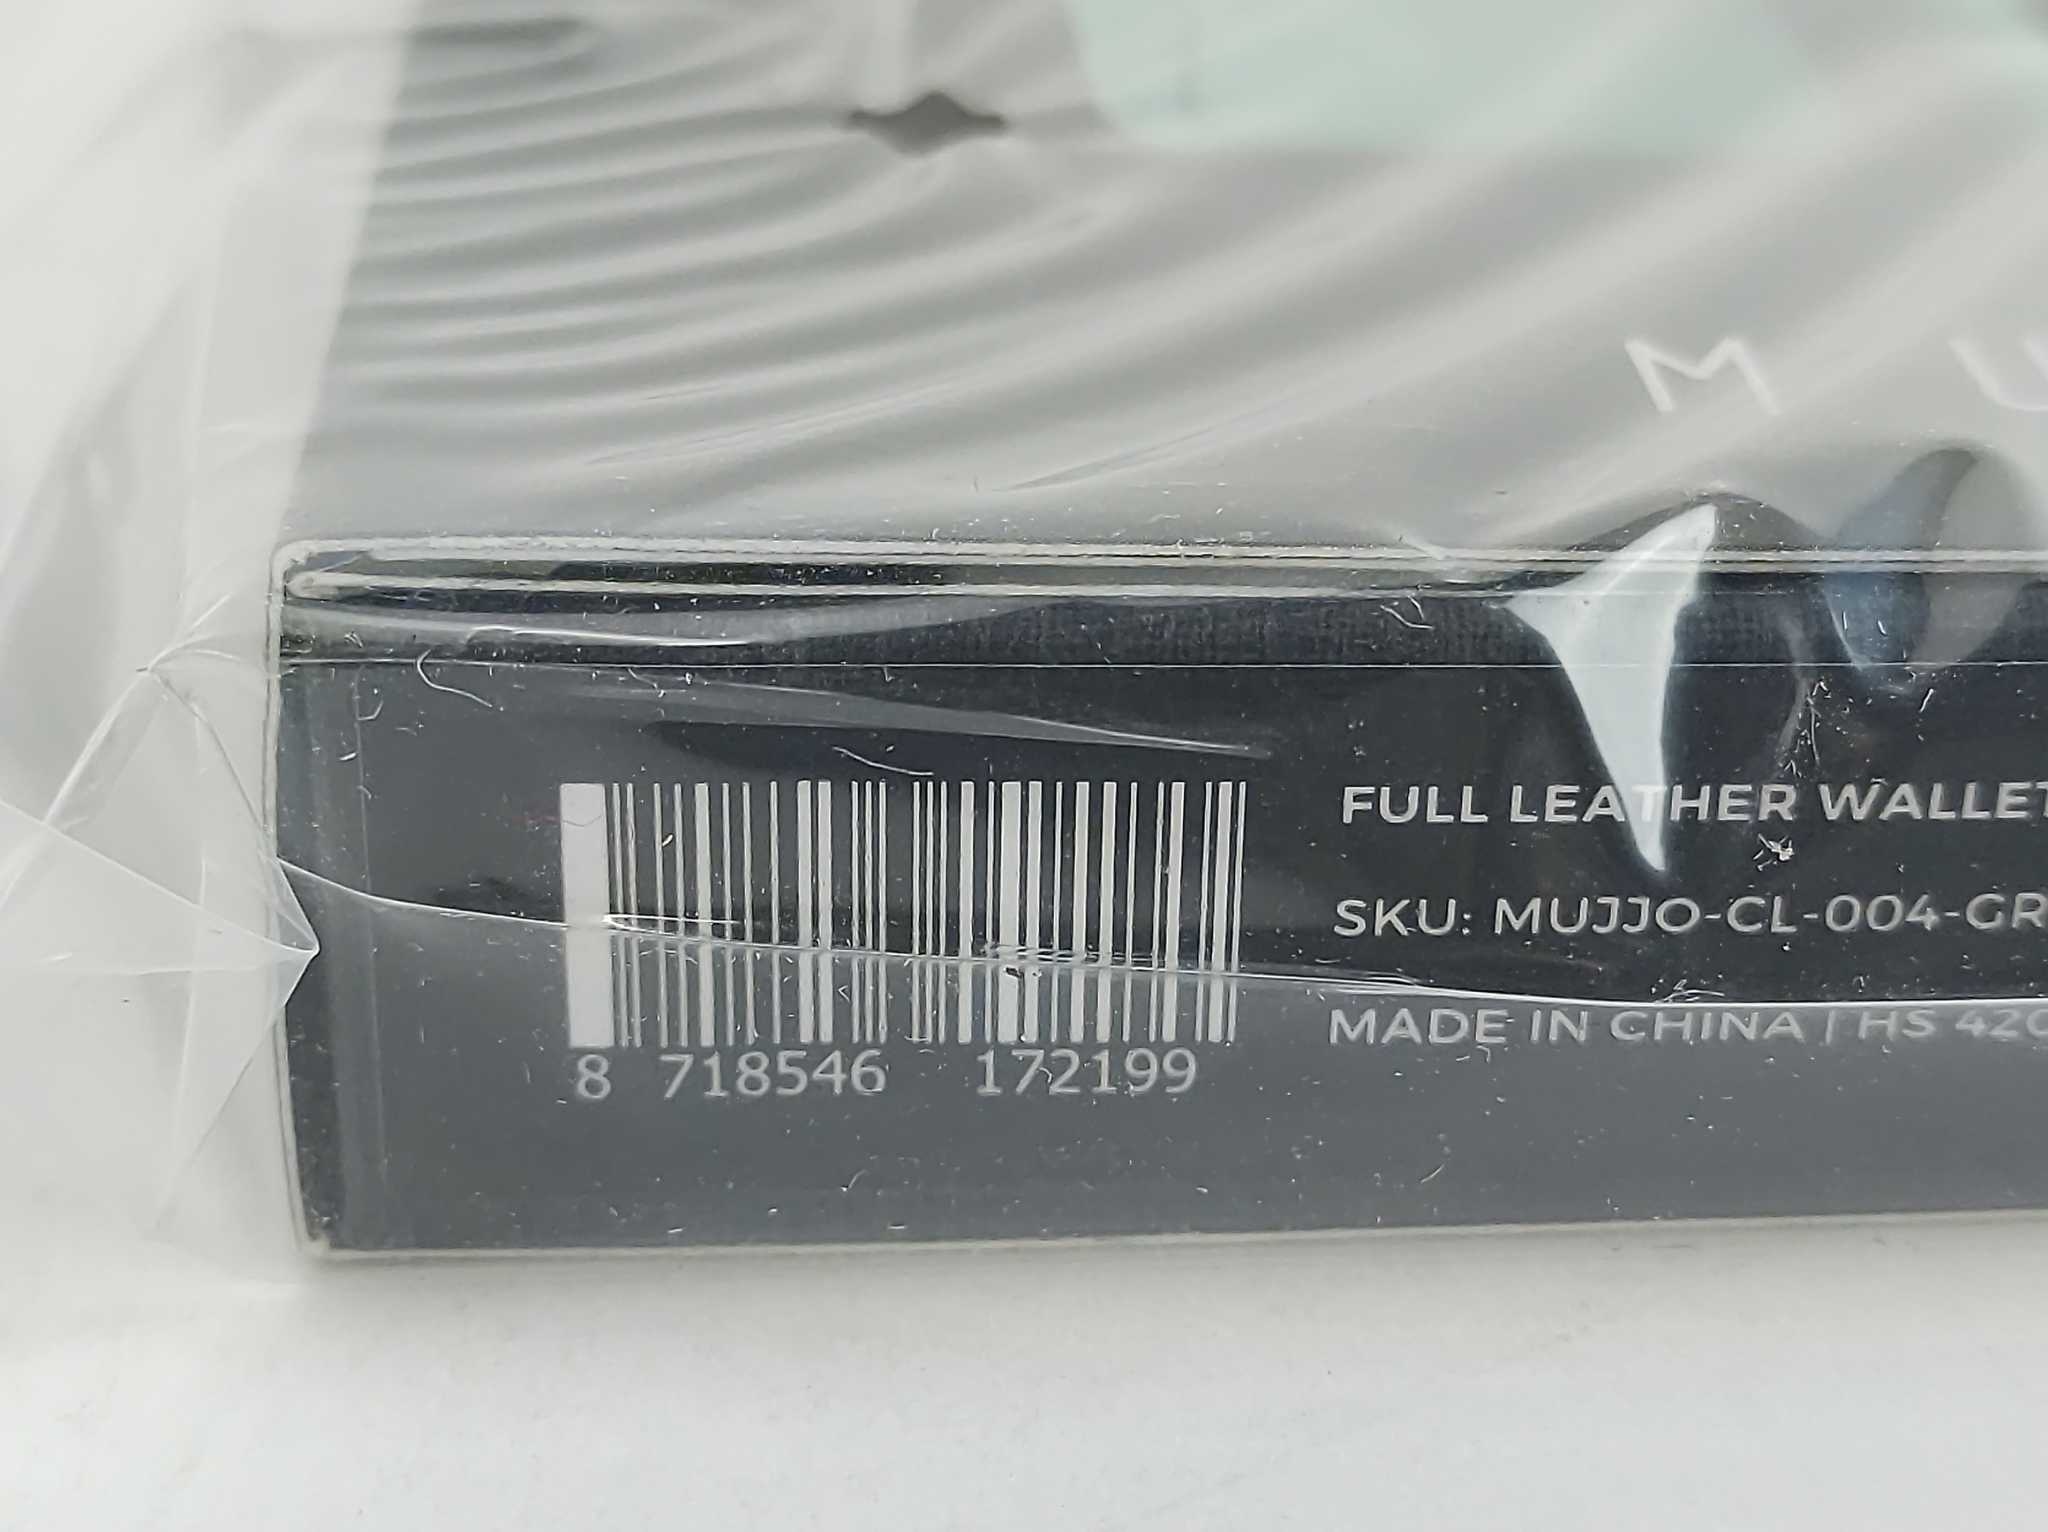 M U
FULL LEATHER WALLET
SKU: MUJJO-CL-004-GR
MADE IN CHINA | HS 420
8 718546 172199